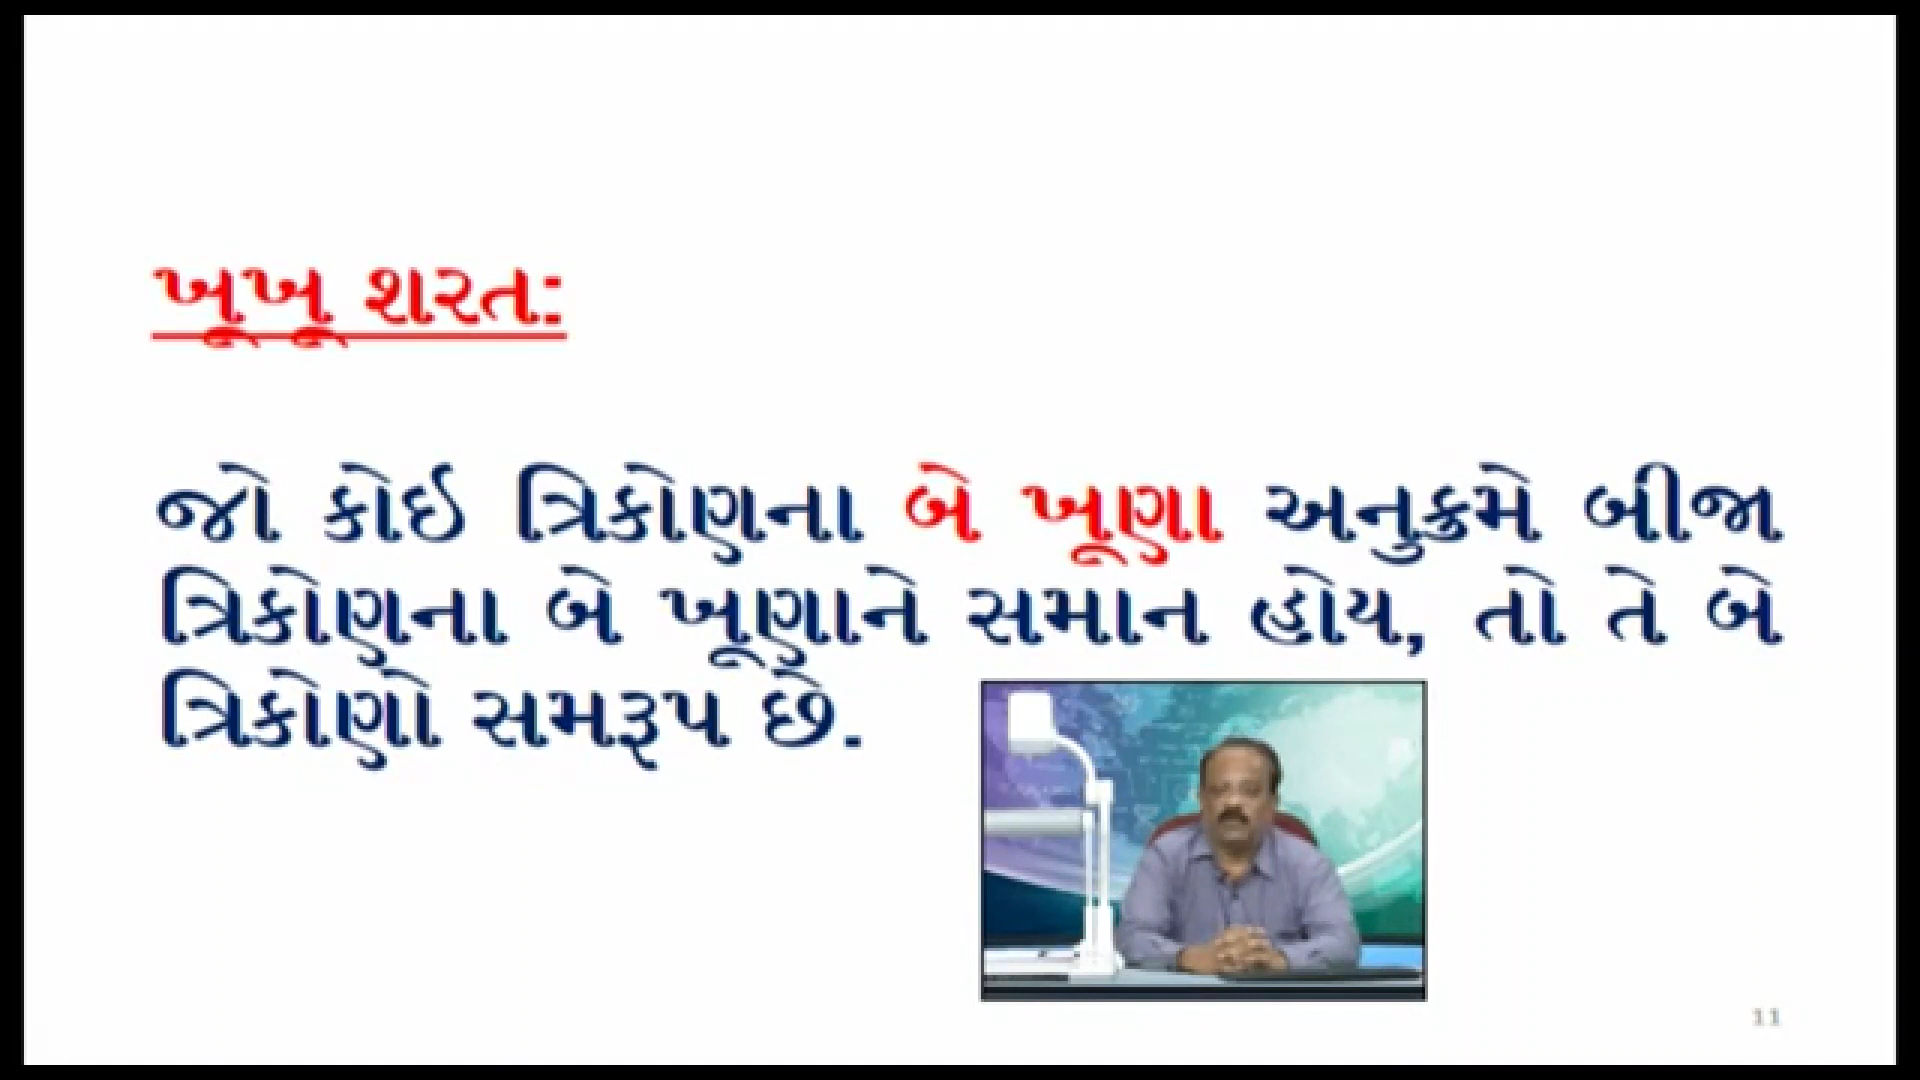 ખૂખૂ શરત:
જો કોઈ ત્રિકોણના બે ખૂણા અનુક્રમે બીજા
ત્રિકોણના બે ખૂણાને સમાન હોય, તો તે બે
ત્રિકોણો સમરૂપ છે.
11